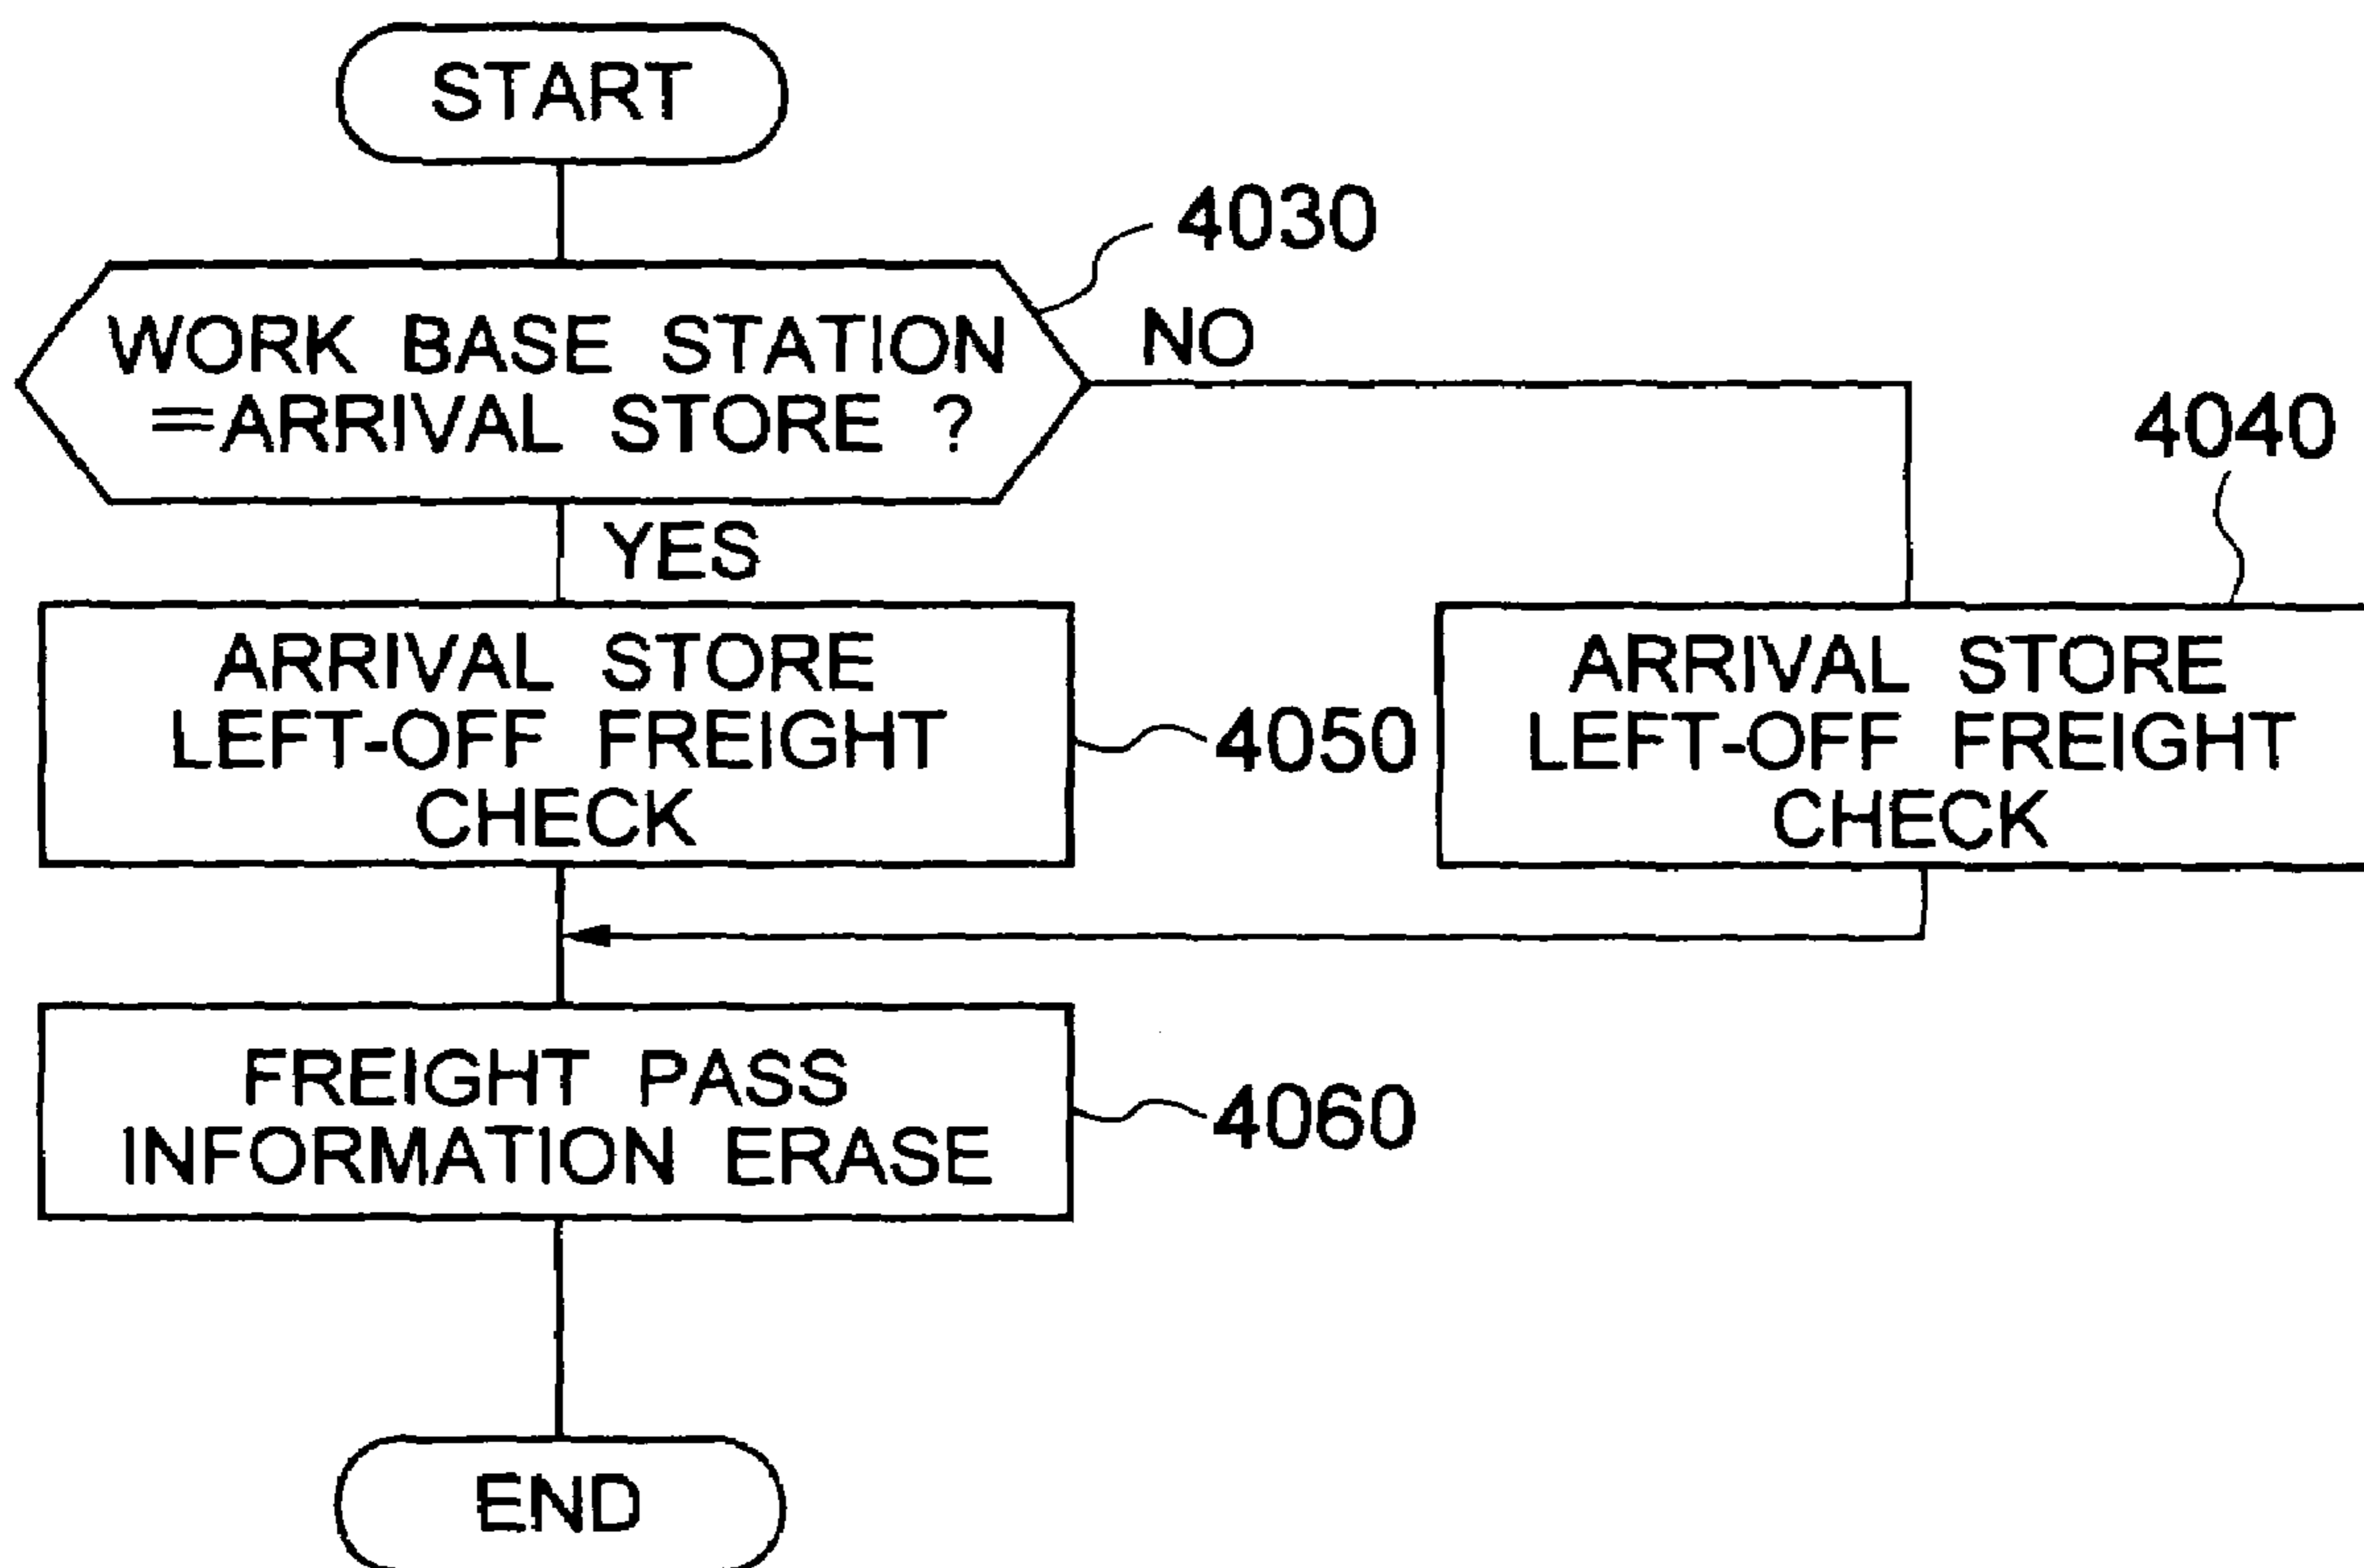 START
4030
WORK BASE STATION
=ARRIVAL STORE ?
NO
4040
YES
ARRIVAL STORE
LEFT-OFF FREIGHT
CHECK
4050
ARRIVAL STORE
LEFT-OFF FREIGHT
CHECK
FREIGHT PASS
INFORMATION ERASE
4060
END